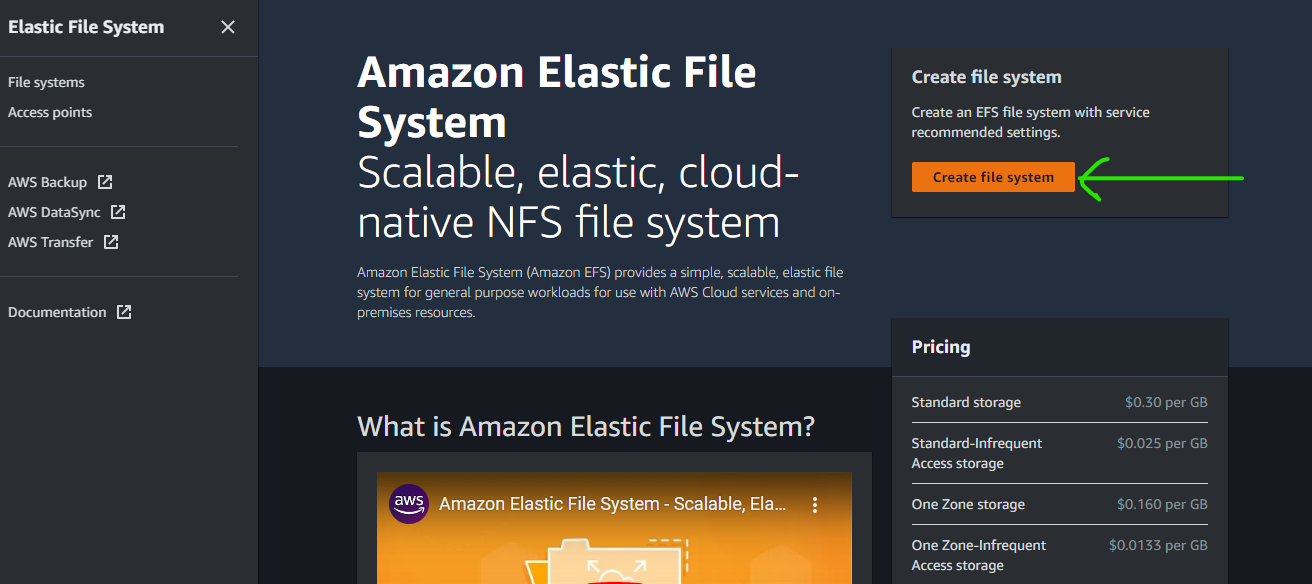 Elastic File System
File systems
Access points
AWS Backup
AWS DataSync
AWS Transfer
Documentation
Amazon Elastic File
System
Scalable, elastic, cloud-
native NFS file system
Amazon Elastic File System (Amazon EFS) provides a simple, scalable, elastic file
system for general purpose workloads for use with AWS Cloud services and on-
premises resources.
Create file system
Create an EFS file system with service
recommended settings.
Create file system
What is Amazon Elastic File System?
aws
Amazon Elastic File System - Scalable, Ela...
Pricing
Standard storage $0.30 per GB
Standard-Infrequent $0.025 per GB
Access storage
One Zone storage $0.160 per GB
One Zone-Infrequent $0.0133 per GB
Access storage